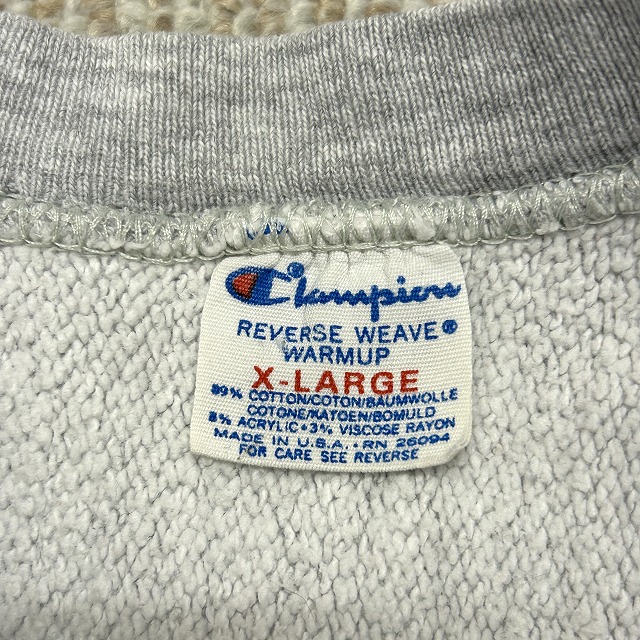 Champion
REVERSE WEAVE®
WARMUP
X-LARGE
89% COTTON/COTON/BAUMWOLLE
COTONE/KATOEN/BOMULD
8% ACRYLIC • 3% VISCOSE RAYON
MADE IN U.S.A. • RN 26094
FOR CARE SEE REVERSE